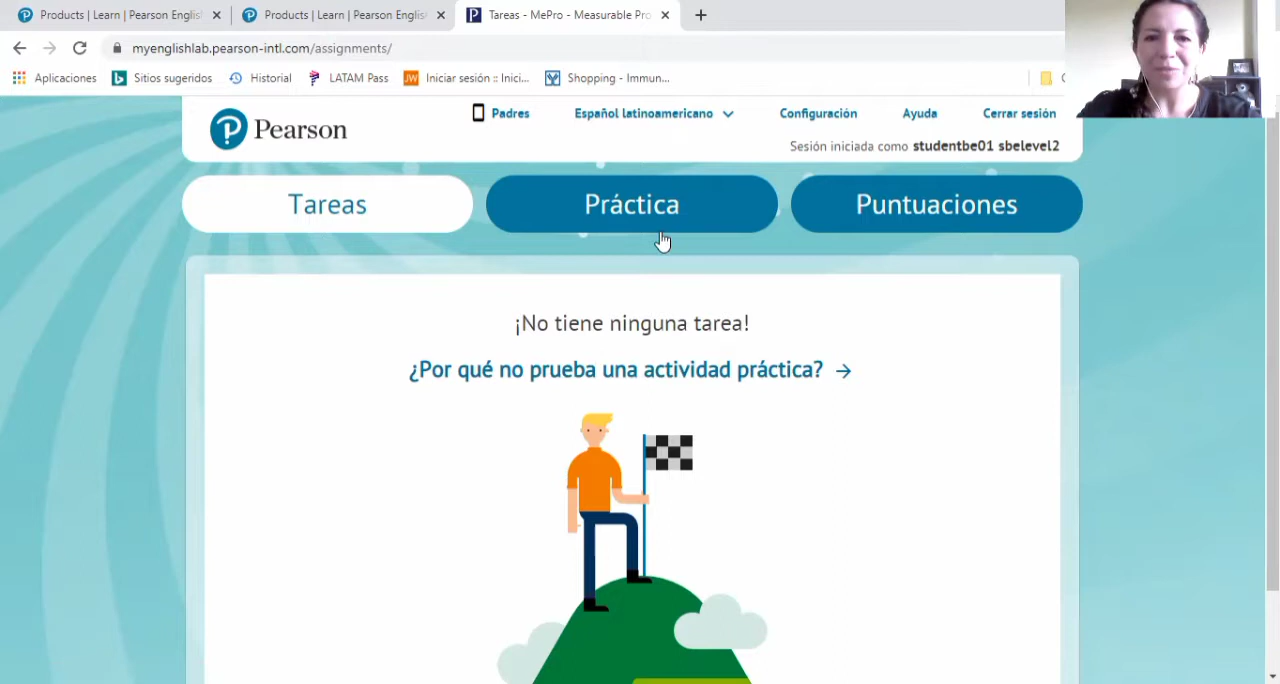 Products | Learn | Pearson Englis
Products | Learn | Pearson Englis
Tareas - MePro - Measurable Pro
myenglishlab.pearson-intl.com/assignments/
Aplicaciones
Sitios sugeridos
Historial
LATAM Pass
JW Iniciar sesión :: Inici...
Shopping - Immun...
Pearson
Padres
Español latinoamericano
Configuración
Ayuda
Cerrar sesión
Sesión iniciada como studentbe01 sbelevel2
Tareas
Práctica
Puntuaciones
¡No tiene ninguna tarea!
¿Por qué no prueba una actividad práctica? →